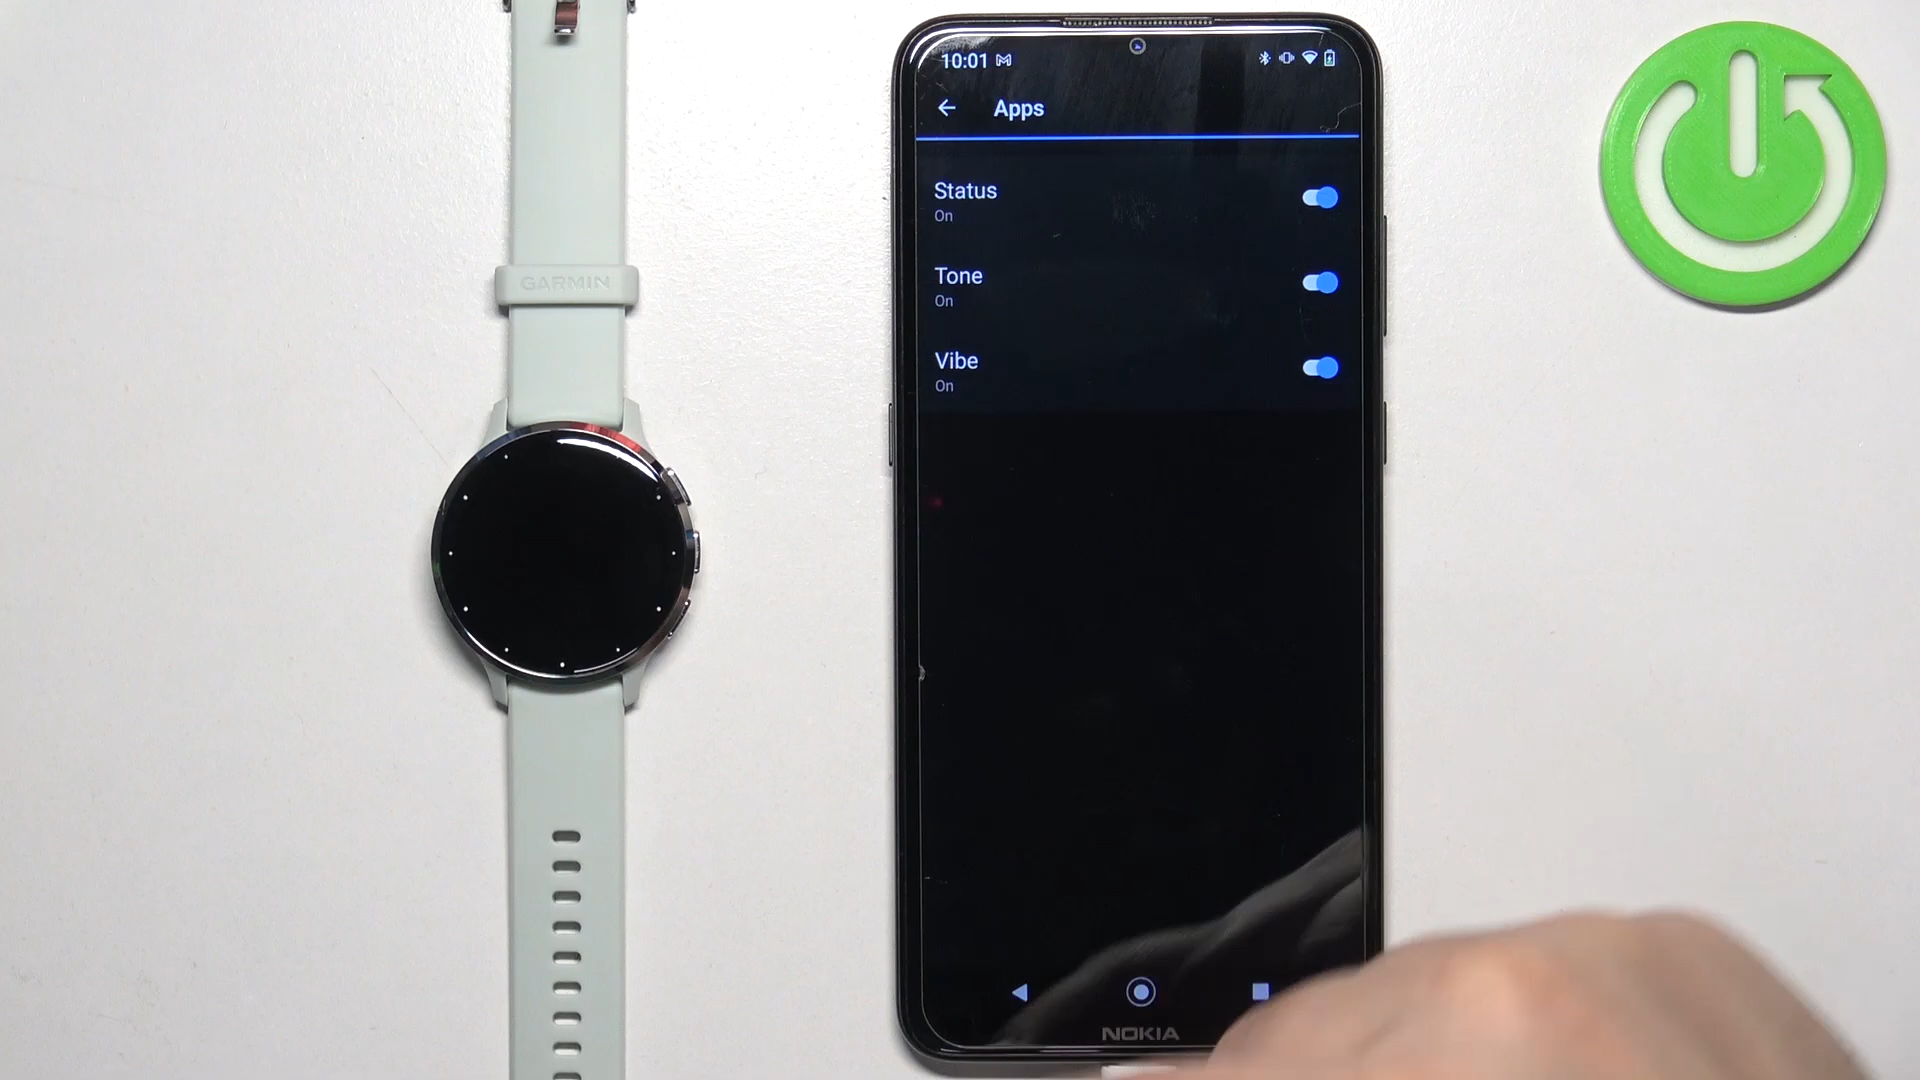 GARMIN
10:01
Apps
Status
On
Tone
On
Vibe
On
NOKIA